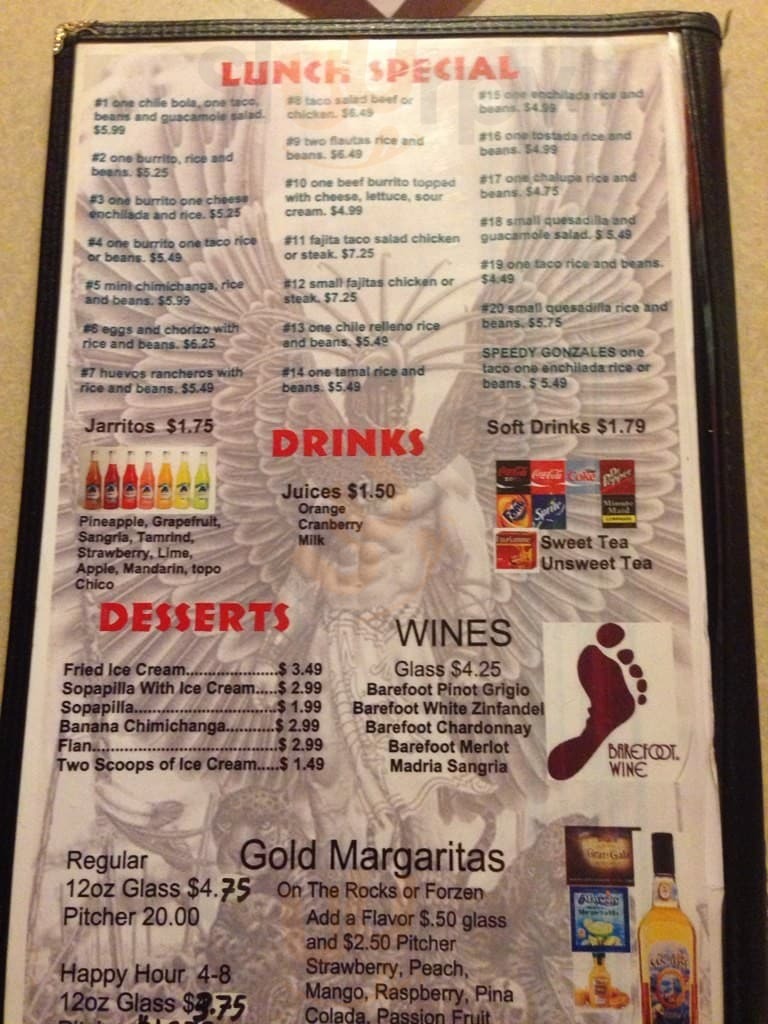 LUNCH SPECIAL
#1 one chile bola, one taco,
beans and guacamole salad.
$5.99
#2 one burrito, rice and
beans. $5.25
#3 one burrito one cheese
enchilada and rice. $5.25
#4 one burrito one taco rice
or beans. $5.49
#5 mini chimichanga, rice
and beans. $5.99
#6 eggs and chorizo with
rice and beans. $6.25
#7 huevos rancheros with
rice and beans. $5.49
#8 taco salad beef or
chicken. $6.49
#9 two flautas rice and
beans. $6.49
#10 one beef burrito topped
with cheese, lettuce, sour
cream. $4.99
#11 fajita taco salad chicken
or steak. $7.25
#12 small fajitas chicken or
steak. $7.25
#13 one chile relleno rice
and beans. $5.49
#14 one tamal rice and
beans. $5.49
#15 one enchilada rice and
beans. $4.99
#16 one tostada rice and
beans. $4.99
#17 one chalupa rice and
beans. $4.75
#18 small quesadilla and
guacamole salad. $ 5.49
#19 one taco rice and beans.
$4.49
#20 small quesadilla rice and
beans. $5.75
SPEEDY GONZALES one
taco one enchilada rice or
beans. $ 5.49
DRINKS
Jarritos $1.75
Pineapple, Grapefruit,
Sangria, Tamrind,
Strawberry, Lime,
Apple, Mandarin, topo
Chico
Juices $1.50
Orange
Cranberry
Milk
Soft Drinks $1.79
Coca-Cola
Coke
Dr Pepper
Fanta
Sprite
Minute
Maid
Sweet Tea
Unsweet Tea
DESSERTS
Fried Ice Cream.....................$ 3.49
Sopapilla With Ice Cream.....$ 2.99
Sopapilla.................................$ 1.99
Banana Chimichanga..........$ 2.99
Flan..........................................$ 2.99
Two Scoops of Ice Cream.....$ 1.49
WINES
Glass $4.25
Barefoot Pinot Grigio
Barefoot White Zinfandel
Barefoot Chardonnay
Barefoot Merlot
Madria Sangria
BAREFOOT.
WINE
Gold Margaritas
Regular
12oz Glass $4.75
Pitcher 20.00
Happy Hour 4-8
12oz Glass $3.75
On The Rocks or Forzen
Add a Flavor $.50 glass
and $2.50 Pitcher
Strawberry, Peach,
Mango, Raspberry, Pina
Colada, Passion Fruit
Gran Gala